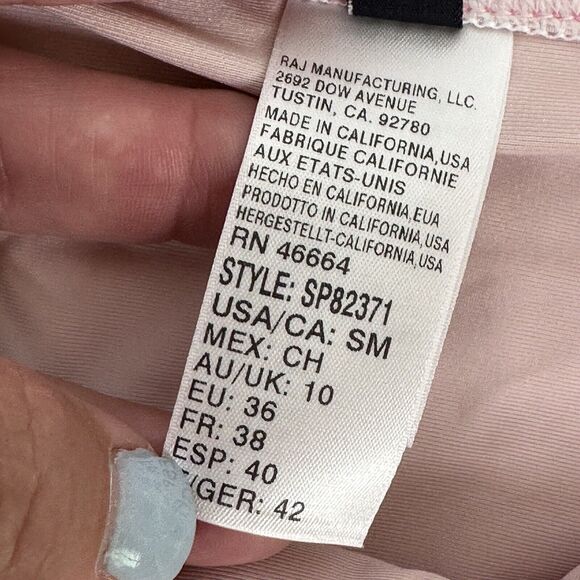 RAJ MANUFACTURING, LLC.
2692 DOW AVENUE
TUSTIN, CA. 92780
MADE IN CALIFORNIA,USA
FABRIQUE CALIFORNIE
AUX ETATS-UNIS
HECHO EN CALIFORNIA,EUA
PRODOTTO IN CALIFORNIA,USA
HERGESTELLT-CALIFORNIA,USA
RN 46664
STYLE: SP82371
USA/CA: SM
MEX: CH
AU/UK: 10
EU: 36
FR: 38
ESP: 40
/GER: 42